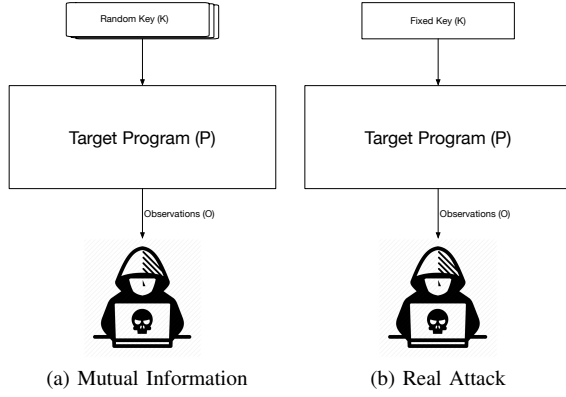 Random Key (K)
Fixed Key (K)
Target Program (P)
Target Program (P)
Observations (O)
Observations (O)
(a) Mutual Information
(b) Real Attack